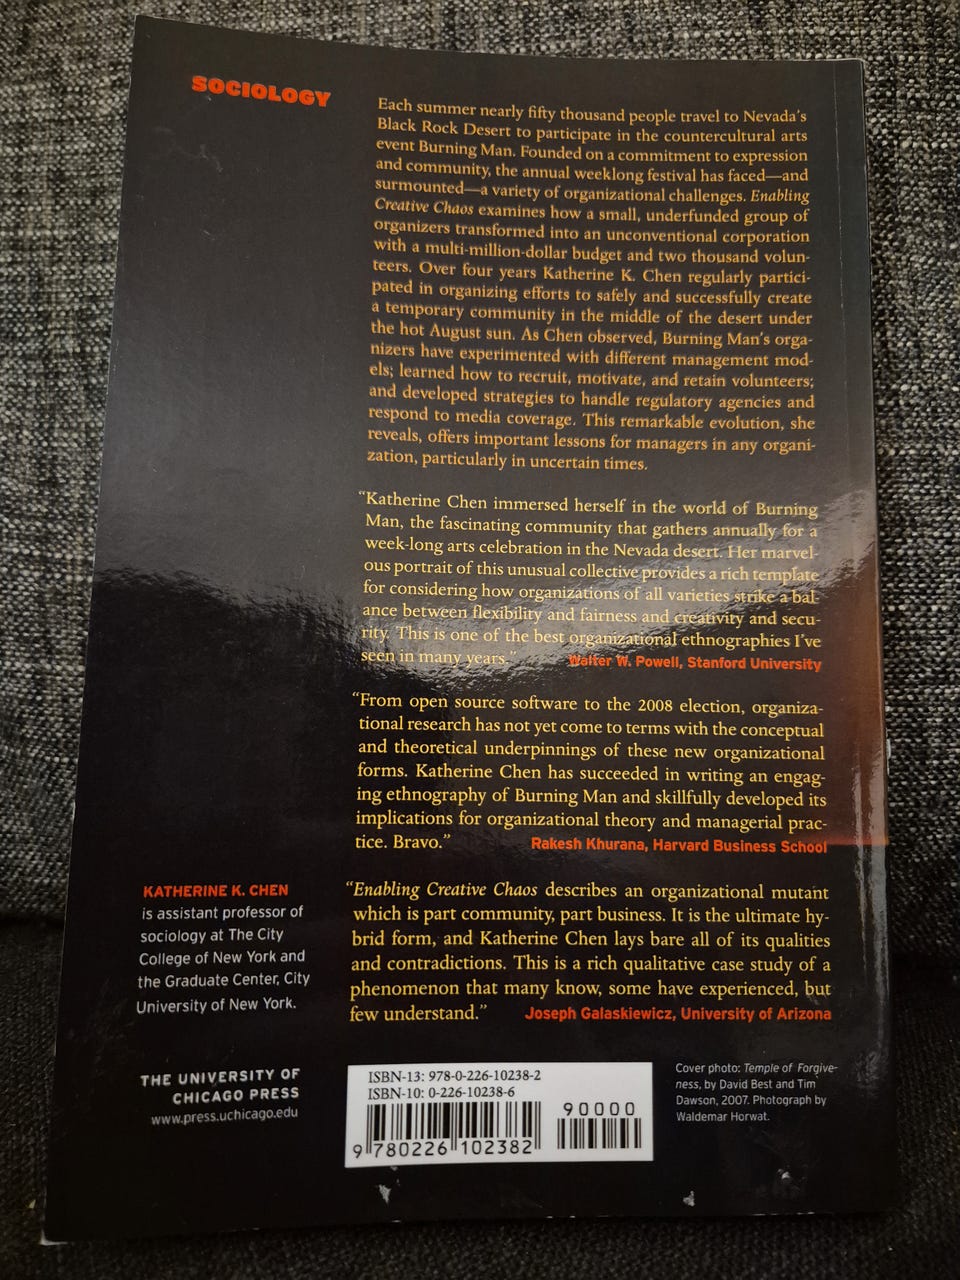 SOCIOLOGY
Each summer nearly fifty thousand people travel to Nevada's
Black Rock Desert to participate in the countercultural arts
event Burning Man. Founded on a commitment to expression
and community, the annual weeklong festival has faced—and
surmounted—a variety of organizational challenges. Enabling
Creative Chaos examines how a small, underfunded group of
organizers transformed into an unconventional corporation
with a multi-million-dollar budget and two thousand volun-
teers. Over four years Katherine K. Chen regularly partici-
pated in organizing efforts to safely and successfully create
a temporary community in the middle of the desert under
the hot August sun. As Chen observed, Burning Man's orga-
nizers have experimented with different management mod-
els; learned how to recruit, motivate, and retain volunteers;
and developed strategies to handle regulatory agencies and
respond to media coverage. This remarkable evolution, she
reveals, offers important lessons for managers in any organi-
zation, particularly in uncertain times.
"Katherine Chen immersed herself in the world of Burning
Man, the fascinating community that gathers annually for a
week-long arts celebration in the Nevada desert. Her marvel-
ous portrait of this unusual collective provides a rich template
for considering how organizations of all varieties strike a bal-
ance between flexibility and fairness and creativity and secu-
rity. This is one of the best organizational ethnographies I've
seen in many years." Walter W. Powell, Stanford University
"From open source software to the 2008 election, organiza-
tional research has not yet come to terms with the conceptual
and theoretical underpinnings of these new organizational
forms. Katherine Chen has succeeded in writing an engag-
ing ethnography of Burning Man and skillfully developed its
implications for organizational theory and managerial prac-
tice. Bravo." Rakesh Khurana, Harvard Business School
"Enabling Creative Chaos describes an organizational mutant
which is part community, part business. It is the ultimate hy-
brid form, and Katherine Chen lays bare all of its qualities
and contradictions. This is a rich qualitative case study of a
phenomenon that many know, some have experienced, but
few understand." Joseph Galaskiewicz, University of Arizona
KATHERINE K. CHEN
is assistant professor of
sociology at The City
College of New York and
the Graduate Center, City
University of New York.
THE UNIVERSITY OF
CHICAGO PRESS
www.press.uchicago.edu
ISBN-13: 978-0-226-10238-2
ISBN-10: 0-226-10238-6
90000
9 780226 102382
Cover photo: Temple of Forgive-
ness, by David Best and Tim
Dawson, 2007. Photograph by
Waldemar Horwat.